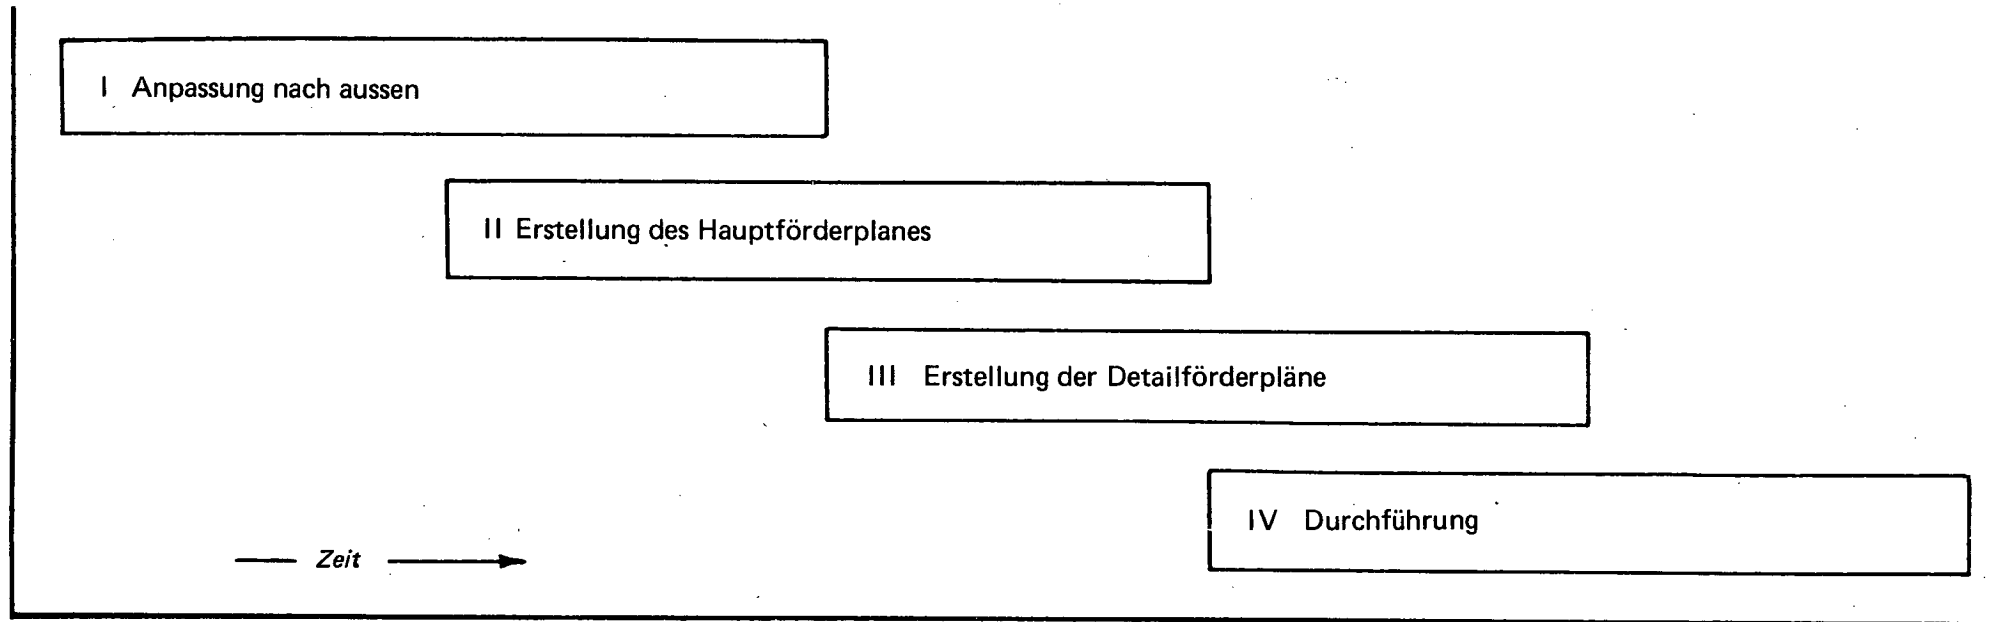 I Anpassung nach aussen
II Erstellung des Hauptförderplanes
III Erstellung der Detailförderpläne
IV Durchführung
Zeit